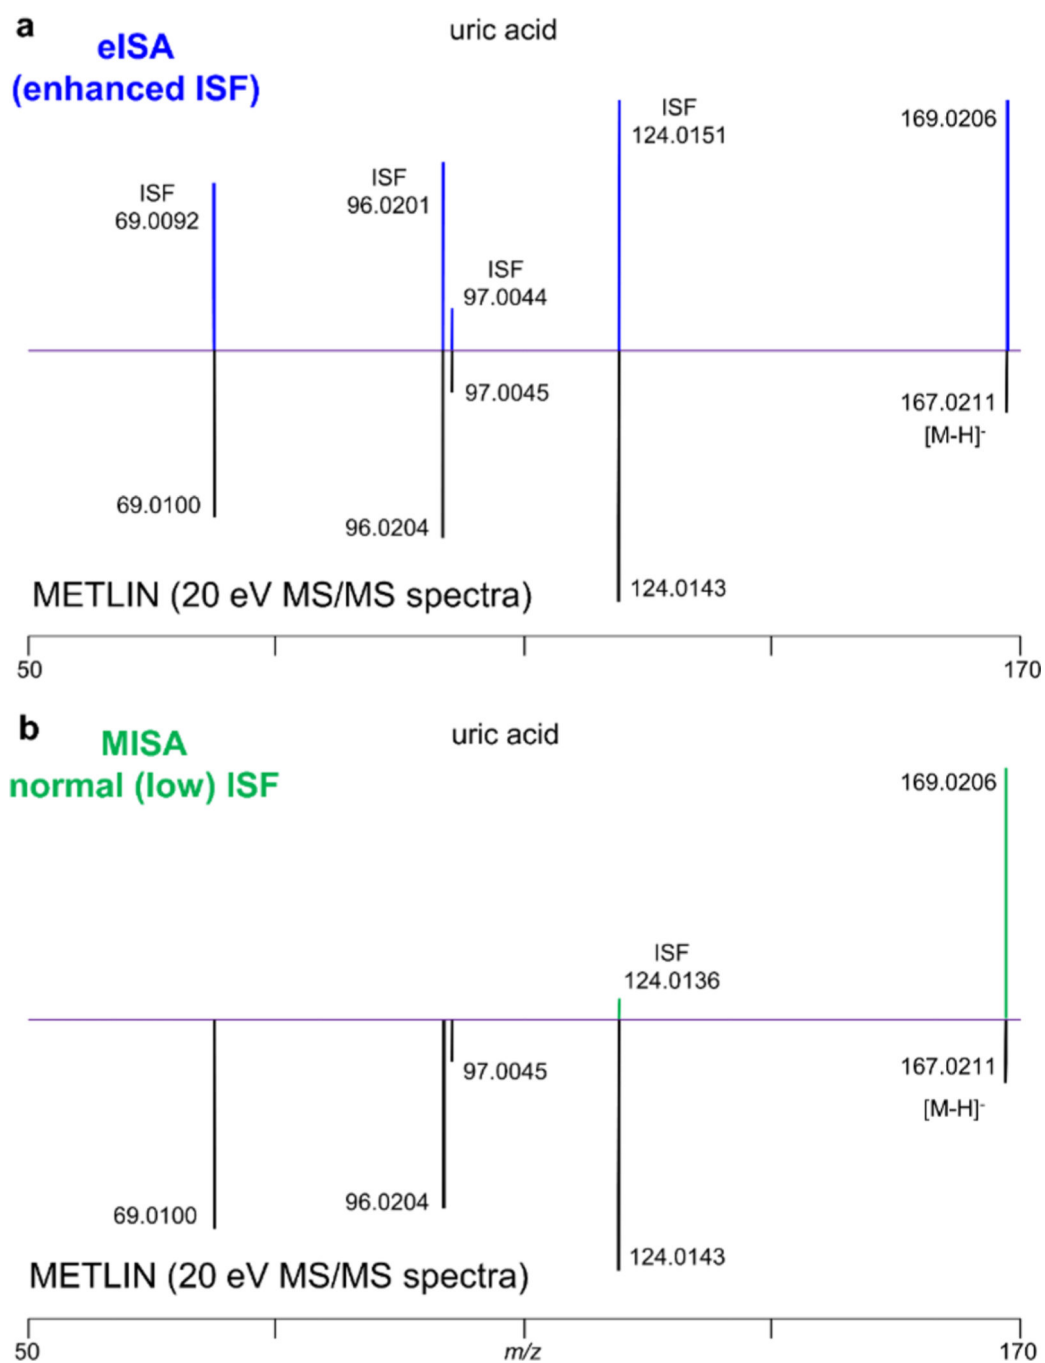 a
uric acid
eISA
(enhanced ISF)
ISF
69.0092
ISF
96.0201
ISF
97.0044
ISF
124.0151
169.0206
69.0100
96.0204
97.0045
124.0143
167.0211
[M-H]-
METLIN (20 eV MS/MS spectra)
50
170
b
uric acid
MISA
normal (low) ISF
ISF
124.0136
169.0206
69.0100
96.0204
97.0045
124.0143
167.0211
[M-H]-
METLIN (20 eV MS/MS spectra)
50
m/z
170